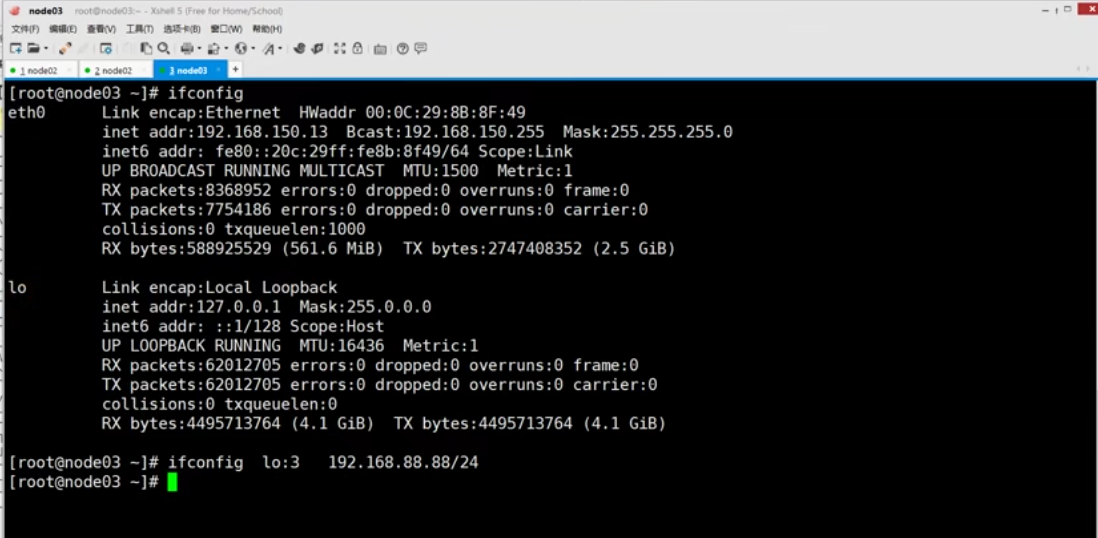 node03 root@node03:~ - Xshell 5 (Free for Home/School)
文件(F) 编辑(E) 查看(V) 工具(T) 选项卡(B) 窗口(W) 帮助(H)
1 node02 2 node02 3 node03 +
[root@node03 ~]# ifconfig
eth0 Link encap:Ethernet HWaddr 00:0C:29:8B:8F:49
inet addr:192.168.150.13 Bcast:192.168.150.255 Mask:255.255.255.0
inet6 addr: fe80::20c:29ff:fe8b:8f49/64 Scope:Link
UP BROADCAST RUNNING MULTICAST MTU:1500 Metric:1
RX packets:8368952 errors:0 dropped:0 overruns:0 frame:0
TX packets:7754186 errors:0 dropped:0 overruns:0 carrier:0
collisions:0 txqueuelen:1000
RX bytes:588925529 (561.6 MiB) TX bytes:2747408352 (2.5 GiB)
lo Link encap:Local Loopback
inet addr:127.0.0.1 Mask:255.0.0.0
inet6 addr: ::1/128 Scope:Host
UP LOOPBACK RUNNING MTU:16436 Metric:1
RX packets:62012705 errors:0 dropped:0 overruns:0 frame:0
TX packets:62012705 errors:0 dropped:0 overruns:0 carrier:0
collisions:0 txqueuelen:0
RX bytes:4495713764 (4.1 GiB) TX bytes:4495713764 (4.1 GiB)
[root@node03 ~]# ifconfig lo:3 192.168.88.88/24
[root@node03 ~]#